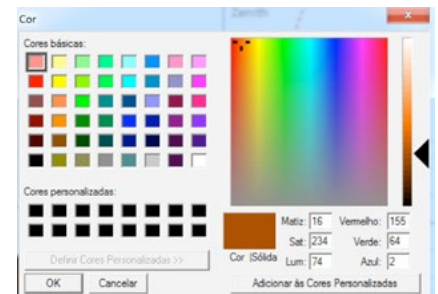 Cor
Zenith
x
Cores básicas:
Cores personalizadas:
Definir Cores Personalizadas >>
OK Cancelar
Cor |Sólida
Matiz: 16 Vermelho: 155
Sat: 234 Verde: 64
Lum: 74 Azul: 2
Adicionar às Cores Personalizadas